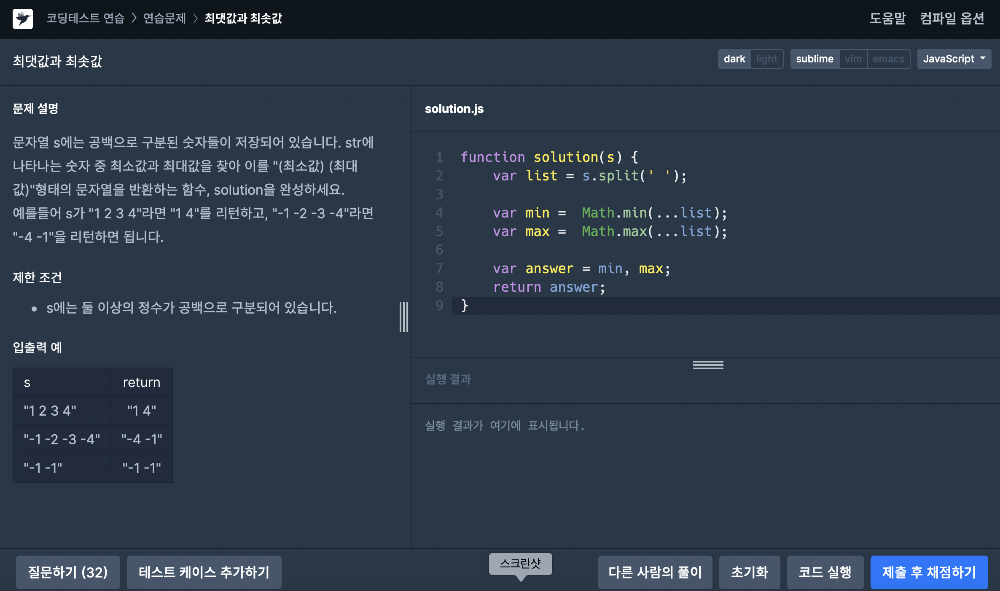 코딩테스트 연습 > 연습문제 > 최댓값과 최솟값
도움말 컴파일 옵션
최댓값과 최솟값
dark light sublime vim emacs JavaScript
문제 설명
문자열 s에는 공백으로 구분된 숫자들이 저장되어 있습니다. str에
나타나는 숫자 중 최소값과 최대값을 찾아 이를 "(최소값) (최대
값)"형태의 문자열을 반환하는 함수, solution을 완성하세요.
예를들어 s가 "1 2 3 4"라면 "1 4"를 리턴하고, "-1 -2 -3 -4"라면
"-4 -1"을 리턴하면 됩니다.
제한 조건
• s에는 둘 이상의 정수가 공백으로 구분되어 있습니다.
입출력 예
s return
"1 2 3 4" "1 4"
"-1 -2 -3 -4" "-4 -1"
"-1 -1" "-1 -1"
solution.js
1 function solution(s) {
2     var list = s.split(' ');
3
4     var min =  Math.min(...list);
5     var max =  Math.max(...list);
6
7     var answer = min, max;
8     return answer;
9 }
실행 결과
실행 결과가 여기에 표시됩니다.
질문하기 (32) 테스트 케이스 추가하기 스크린샷 다른 사람의 풀이 초기화 코드 실행 제출 후 채점하기